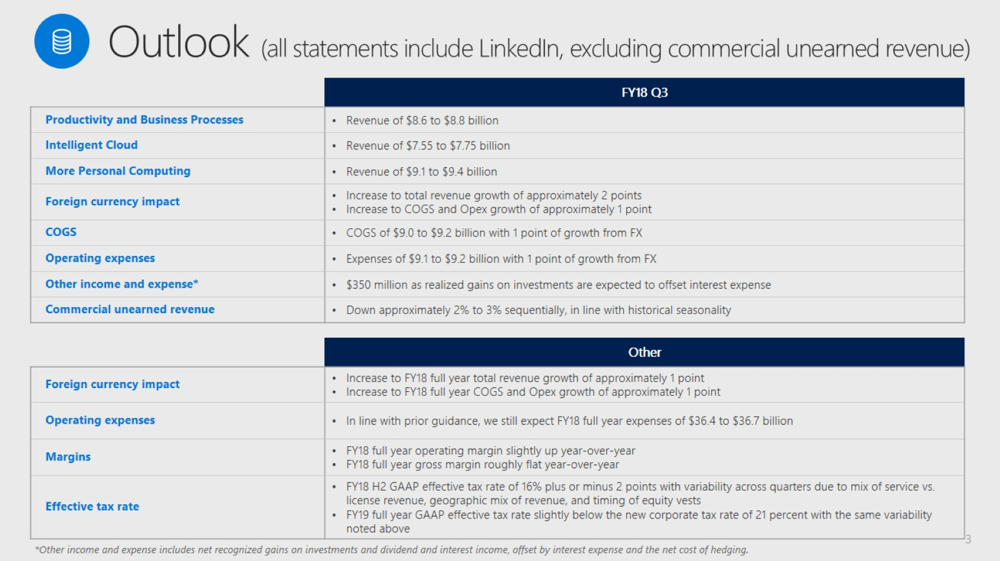 Outlook (all statements include LinkedIn, excluding commercial unearned revenue)
FY18 Q3
Productivity and Business Processes
• Revenue of $8.6 to $8.8 billion
Intelligent Cloud
• Revenue of $7.55 to $7.75 billion
More Personal Computing
• Revenue of $9.1 to $9.4 billion
Foreign currency impact
• Increase to total revenue growth of approximately 2 points
• Increase to COGS and Opex growth of approximately 1 point
COGS
• COGS of $9.0 to $9.2 billion with 1 point of growth from FX
Operating expenses
• Expenses of $9.1 to $9.2 billion with 1 point of growth from FX
Other income and expense*
• $350 million as realized gains on investments are expected to offset interest expense
Commercial unearned revenue
• Down approximately 2% to 3% sequentially, in line with historical seasonality
Other
Foreign currency impact
• Increase to FY18 full year total revenue growth of approximately 1 point
• Increase to FY18 full year COGS and Opex growth of approximately 1 point
Operating expenses
• In line with prior guidance, we still expect FY18 full year expenses of $36.4 to $36.7 billion
Margins
• FY18 full year operating margin slightly up year-over-year
• FY18 full year gross margin roughly flat year-over-year
Effective tax rate
• FY18 H2 GAAP effective tax rate of 16% plus or minus 2 points with variability across quarters due to mix of service vs.
license revenue, geographic mix of revenue, and timing of equity vests
• FY19 full year GAAP effective tax rate slightly below the new corporate tax rate of 21 percent with the same variability
noted above
3
*Other income and expense includes net recognized gains on investments and dividend and interest income, offset by interest expense and the net cost of hedging.